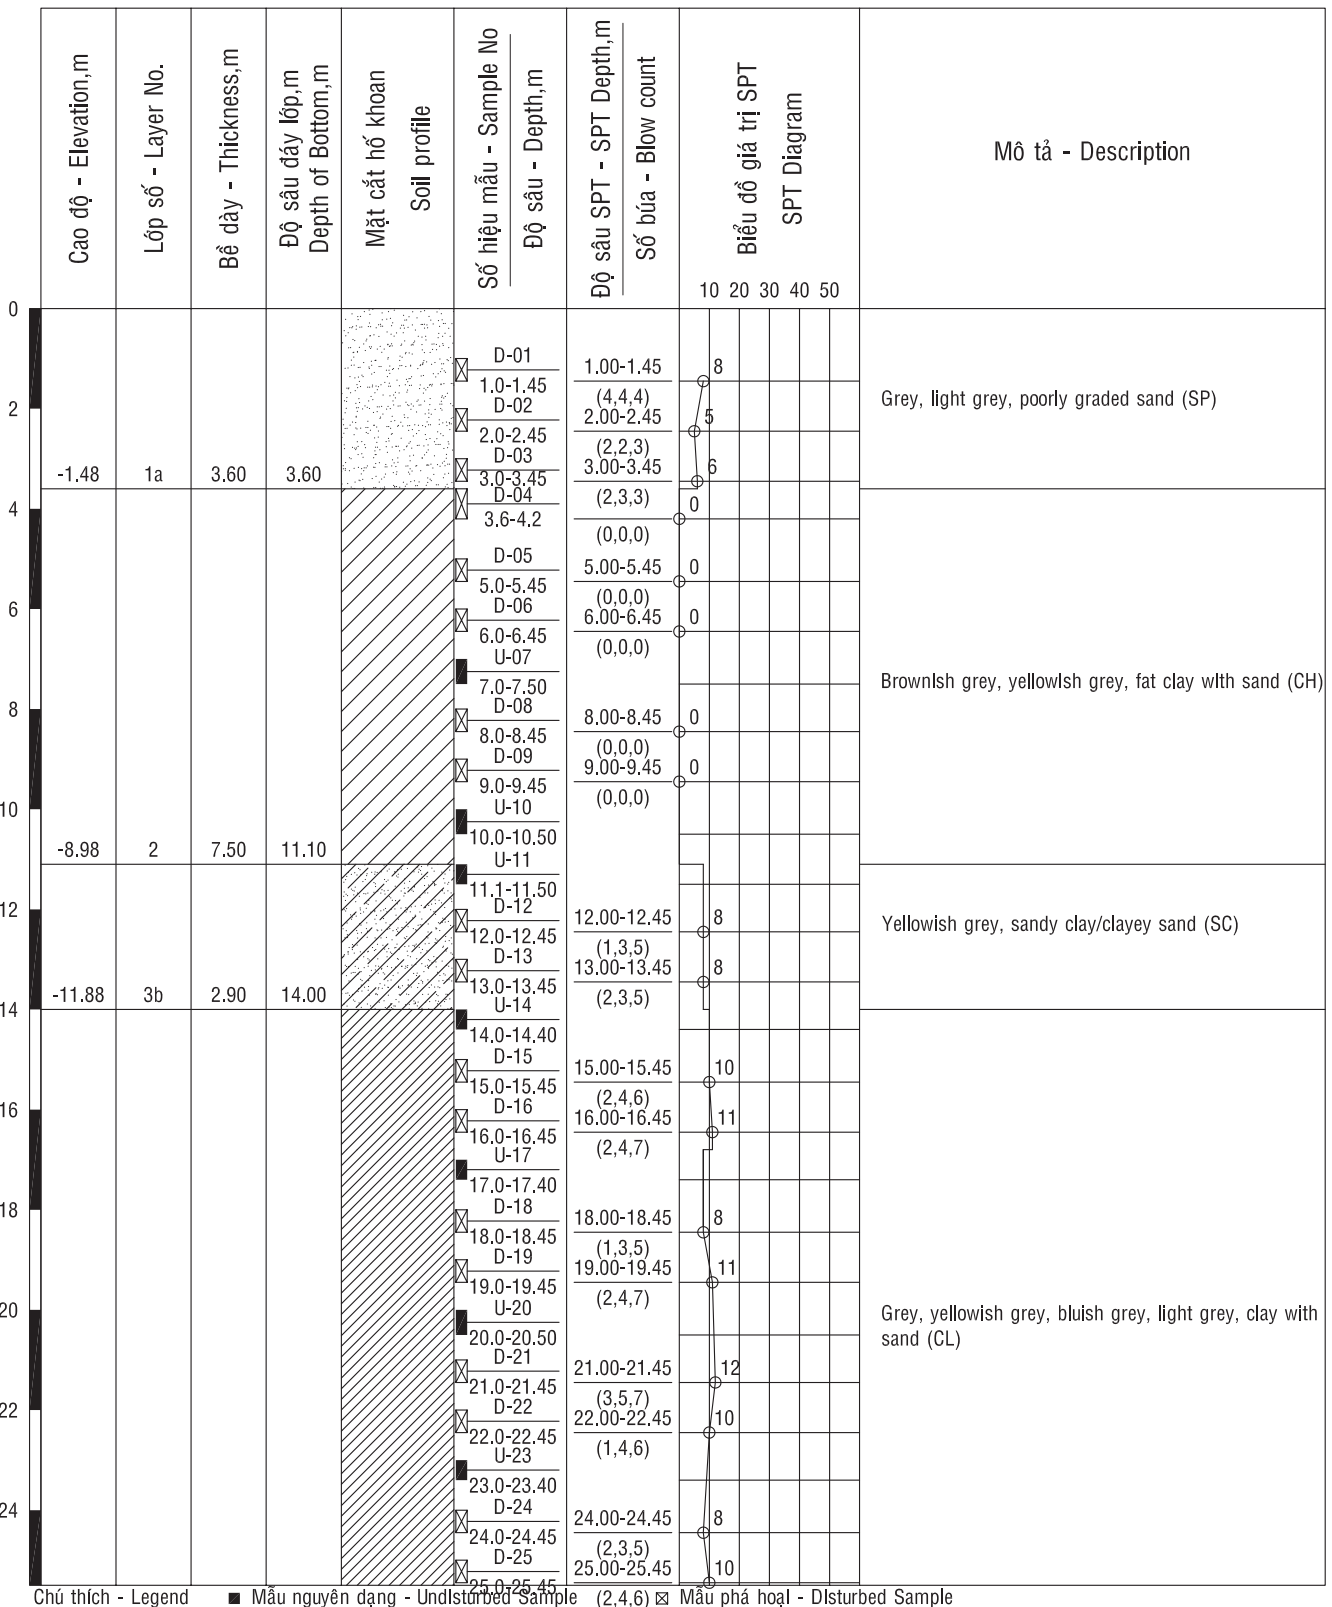 Cao độ - Elevation,m
Lớp số - Layer No.
Bề dày - Thickness,m
Độ sâu đáy lớp,m
Depth of Bottom,m
Mặt cắt hố khoan
Soil profile
Số hiệu mẫu - Sample No
Độ sâu - Depth,m
Độ sâu SPT - SPT Depth,m
Số búa - Blow count
Biểu đồ giá trị SPT
SPT Diagram
10 20 30 40 50
Mô tả - Description
0
D-01
1.00-1.45 8
1.0-1.45
(4,4,4)
Grey, light grey, poorly graded sand (SP)
2
D-02
2.00-2.45 5
2.0-2.45
(2,2,3)
D-03
3.00-3.45 6
-1.48 1a 3.60 3.60
3.0-3.45
(2,3,3)
D-04
4
0
3.6-4.2
(0,0,0)
D-05
5.00-5.45 0
5.0-5.45
(0,0,0)
6
D-06
6.00-6.45 0
6.0-6.45
(0,0,0)
U-07
7.0-7.50
Brownish grey, yellowish grey, fat clay with sand (CH)
8
D-08
8.00-8.45 0
8.0-8.45
(0,0,0)
D-09
9.00-9.45 0
9.0-9.45
(0,0,0)
10
U-10
10.0-10.50
-8.98 2 7.50 11.10
U-11
11.1-11.50
12
D-12
12.00-12.45 8
12.0-12.45
(1,3,5)
Yellowish grey, sandy clay/clayey sand (SC)
D-13
13.00-13.45 8
13.0-13.45
(2,3,5)
-11.88 3b 2.90 14.00
14
U-14
14.0-14.40
D-15
15.00-15.45 10
15.0-15.45
(2,4,6)
16
D-16
16.00-16.45 11
16.0-16.45
(2,4,7)
U-17
17.0-17.40
18
D-18
18.00-18.45 8
18.0-18.45
(1,3,5)
D-19
19.00-19.45 11
19.0-19.45
(2,4,7)
20
U-20
20.0-20.50
Grey, yellowish grey, bluish grey, light grey, clay with
sand (CL)
D-21
21.00-21.45 12
21.0-21.45
(3,5,7)
22
D-22
22.00-22.45 10
22.0-22.45
(1,4,6)
U-23
23.0-23.40
24
D-24
24.00-24.45 8
24.0-24.45
(2,3,5)
D-25
25.00-25.45 10
25.0-25.45
(2,4,6)
Chú thích - Legend Mẫu nguyên dạng - Undisturbed Sample Mẫu phá hoại - Disturbed Sample